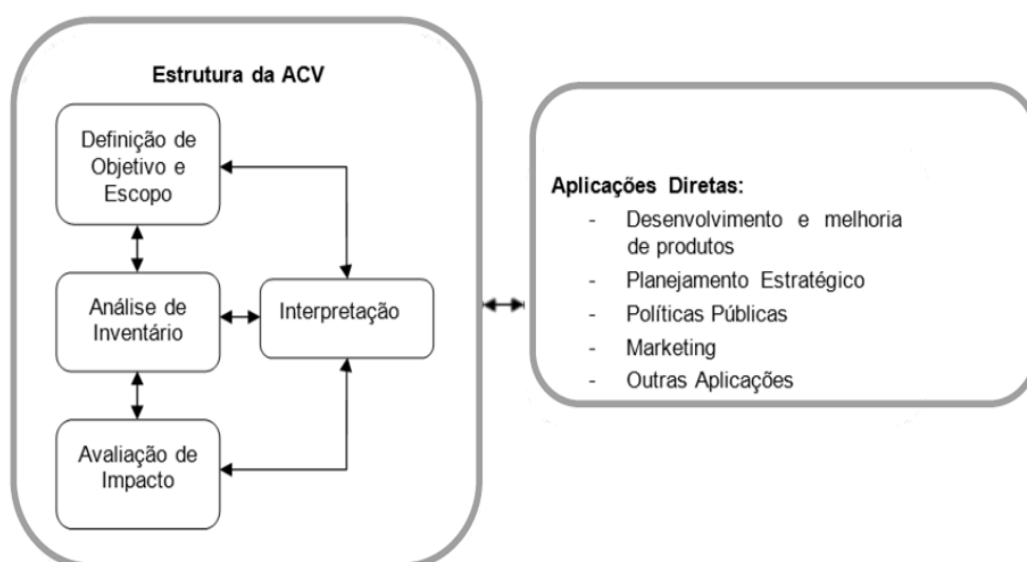 Estrutura da ACV
Definição de
Objetivo e
Escopo
Análise de
Inventário
Interpretação
Avaliação de
Impacto
Aplicações Diretas:
- Desenvolvimento e melhoria
de produtos
- Planejamento Estratégico
- Políticas Públicas
- Marketing
- Outras Aplicações